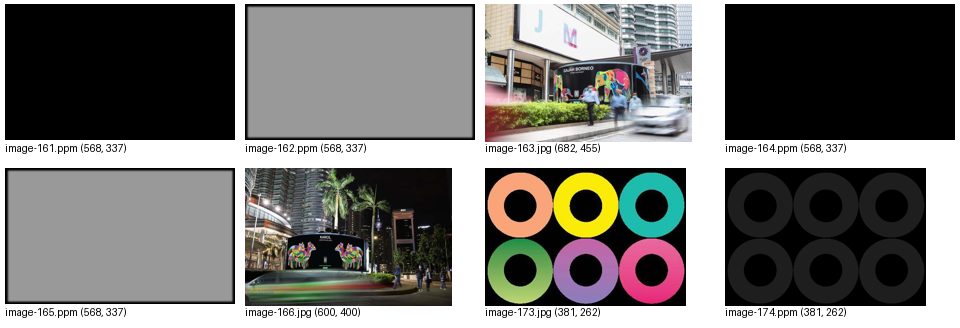 J M
SAJAK BORNEO
image-161.ppm (568, 337)
image-162.ppm (568, 337)
image-163.jpg (682, 455)
image-164.ppm (568, 337)
image-165.ppm (568, 337)
image-166.jpg (600, 400)
image-173.jpg (381, 262)
image-174.ppm (381, 262)